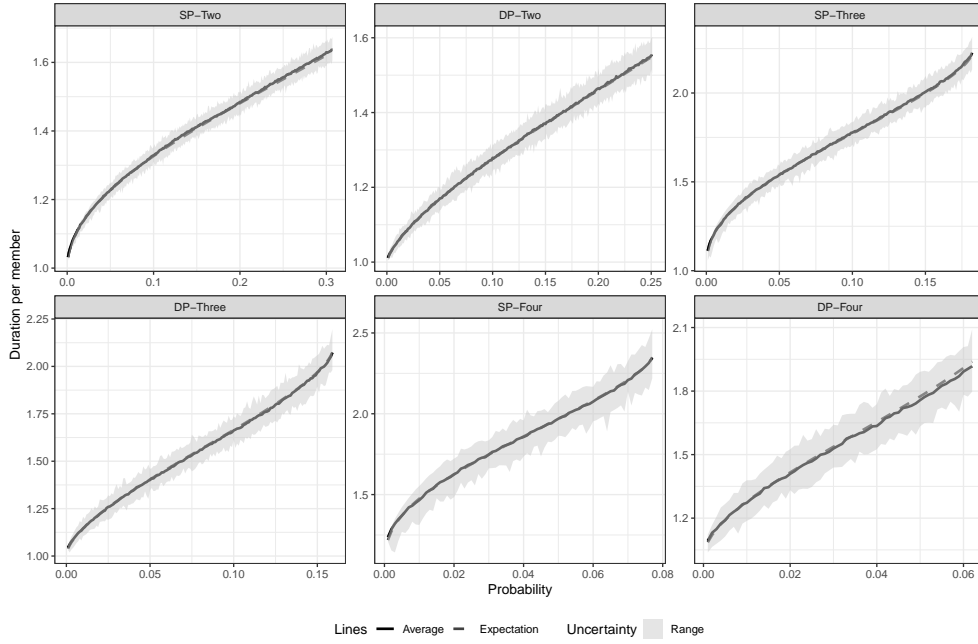 SP−Two DP−Two SP−Three
1.6
1.4
1.2
1.0
0.0 0.1 0.2 0.3
1.6
1.4
1.2
1.0
0.00 0.05 0.10 0.15 0.20 0.25
2.0
1.5
1.0
0.00 0.05 0.10 0.15
Duration per member
DP−Three SP−Four DP−Four
2.25
2.00
1.75
1.50
1.25
1.00
0.00 0.05 0.10 0.15
2.5
2.0
1.5
0.00 0.02 0.04 0.06 0.08
2.1
1.8
1.5
1.2
0.00 0.02 0.04 0.06
Probability
Lines Average Expectation Uncertainty Range